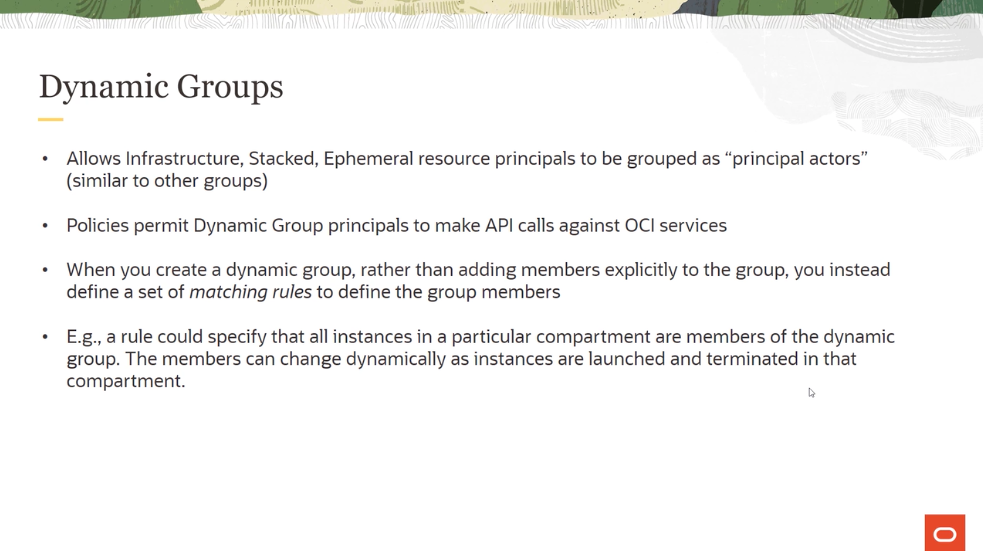 Dynamic Groups
• Allows Infrastructure, Stacked, Ephemeral resource principals to be grouped as “principal actors”
(similar to other groups)
• Policies permit Dynamic Group principals to make API calls against OCI services
• When you create a dynamic group, rather than adding members explicitly to the group, you instead
define a set of matching rules to define the group members
• E.g., a rule could specify that all instances in a particular compartment are members of the dynamic
group. The members can change dynamically as instances are launched and terminated in that
compartment.